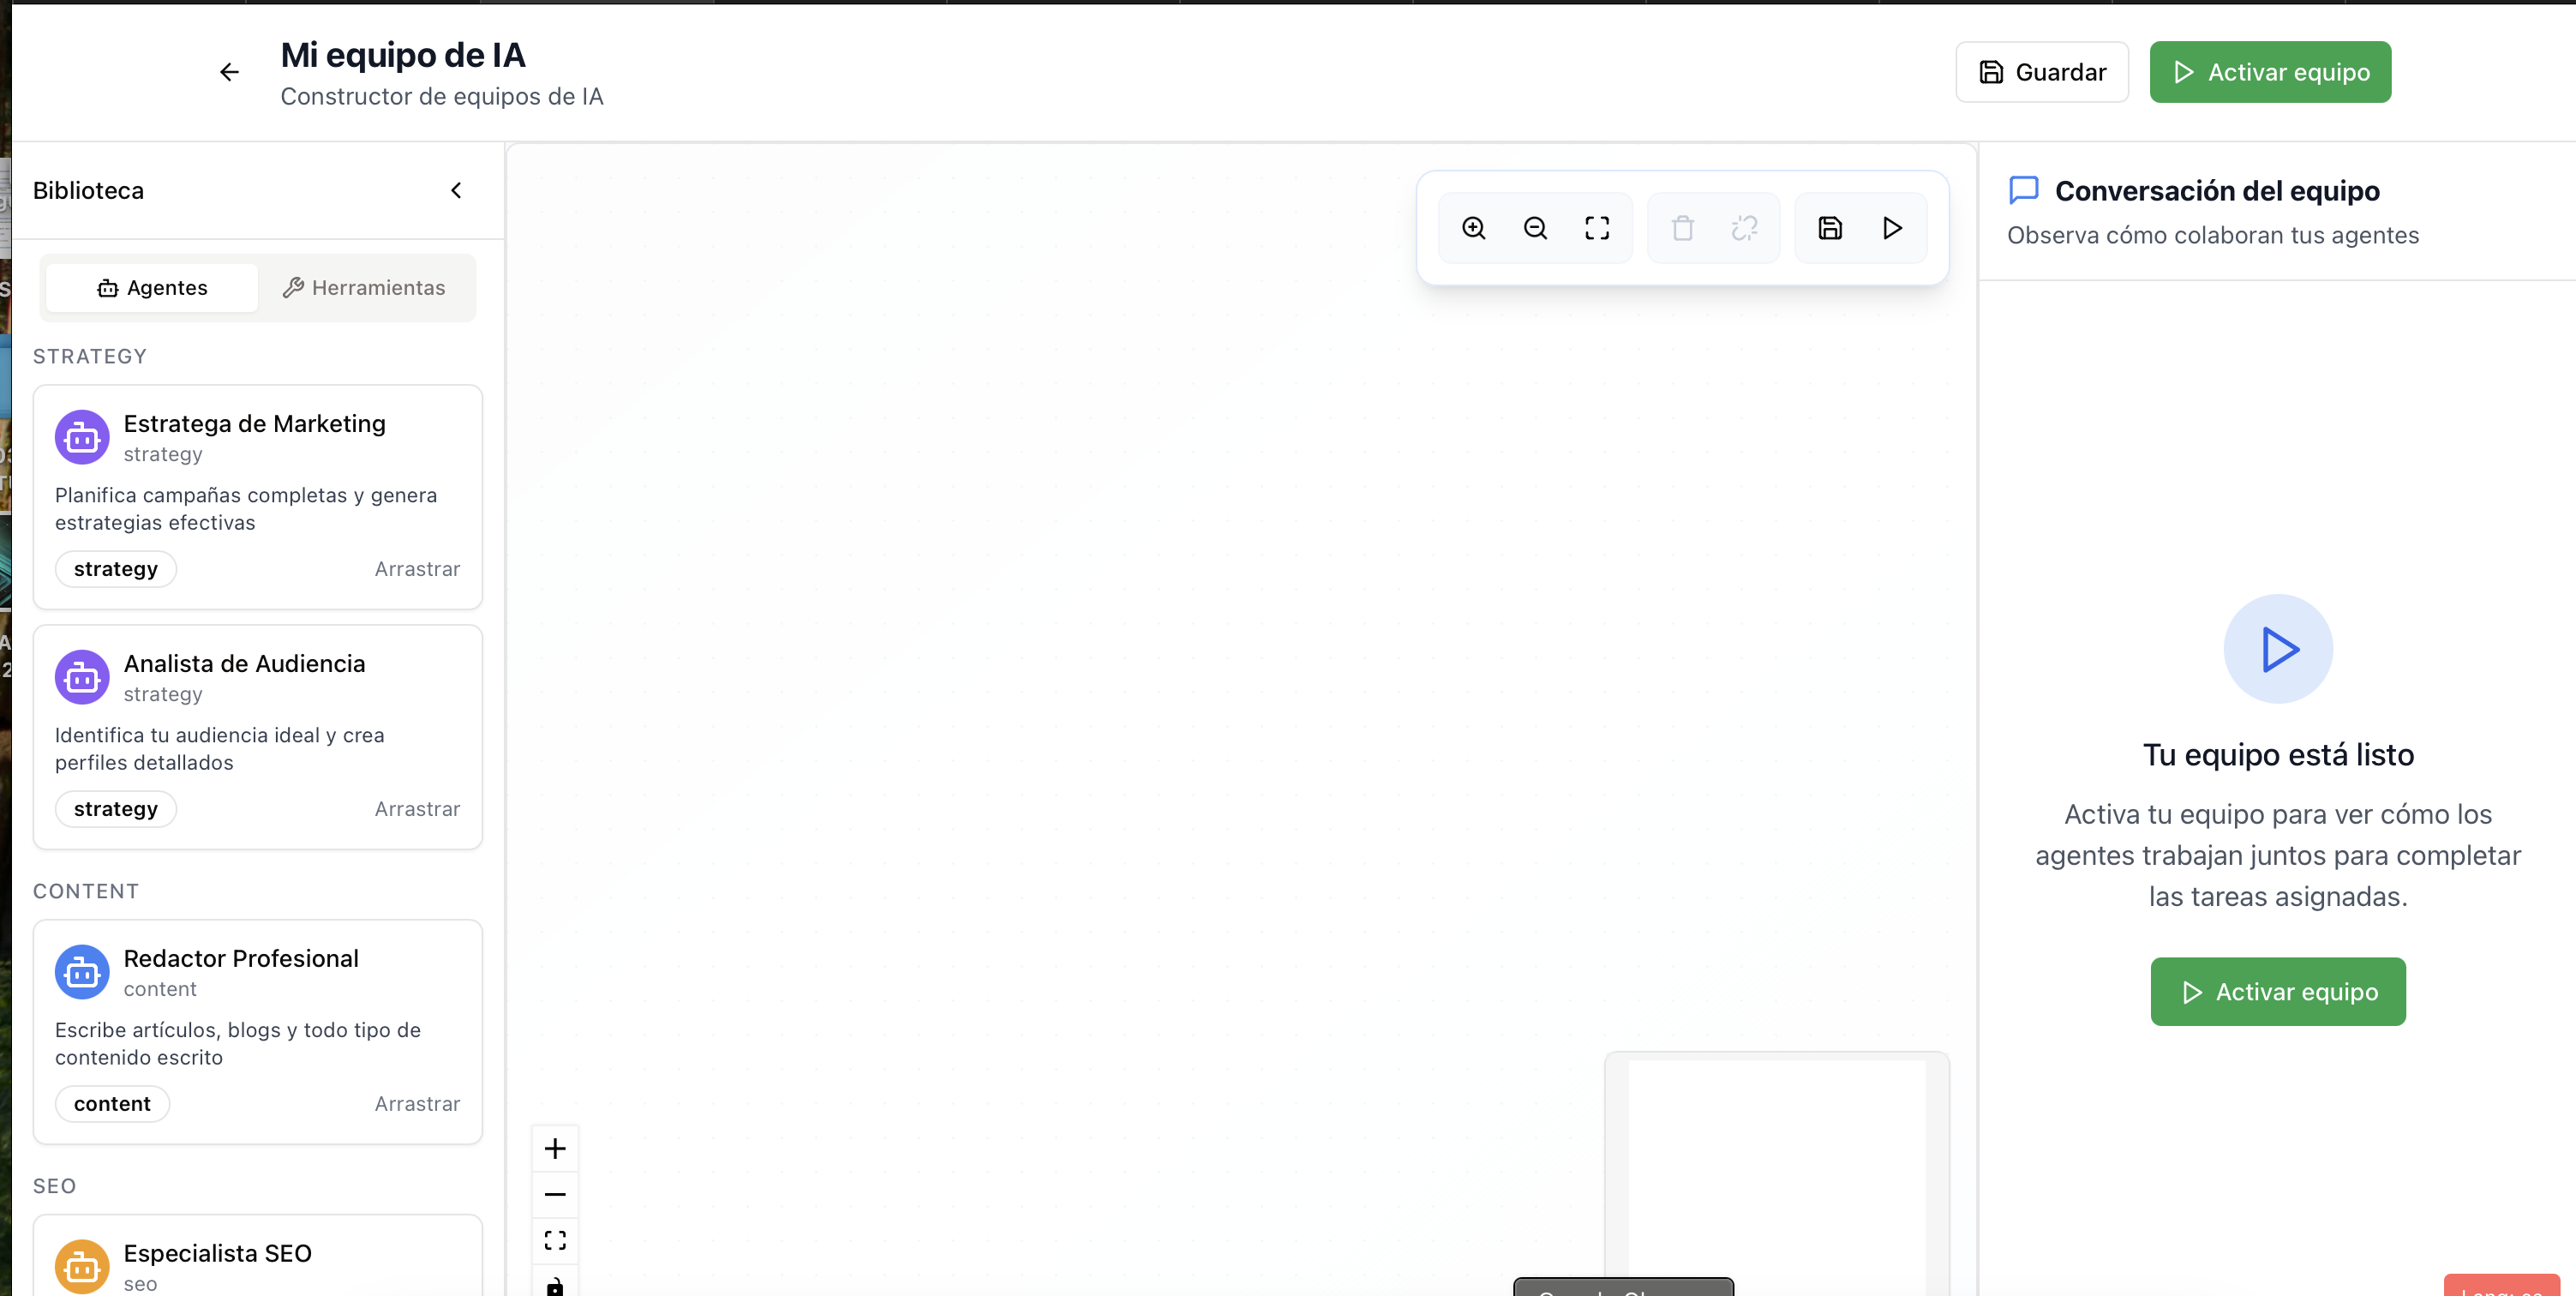 Mi equipo de IA
Constructor de equipos de IA
Guardar
Activar equipo
Biblioteca
Agentes
Herramientas
STRATEGY
Estratega de Marketing
strategy
Planifica campañas completas y genera
estrategias efectivas
strategy
Arrastrar
Analista de Audiencia
strategy
Identifica tu audiencia ideal y crea
perfiles detallados
strategy
Arrastrar
CONTENT
Redactor Profesional
content
Escribe artículos, blogs y todo tipo de
contenido escrito
content
Arrastrar
SEO
Especialista SEO
seo
Conversación del equipo
Observa cómo colaboran tus agentes
Tu equipo está listo
Activa tu equipo para ver cómo los
agentes trabajan juntos para completar
las tareas asignadas.
Activar equipo